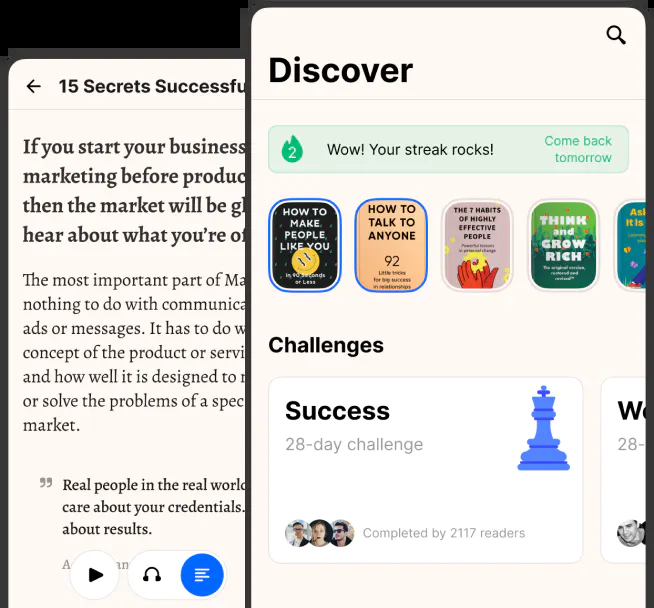 15 Secrets Successfu
If you start your business
marketing before produc
then the market will be gl
hear about what you're of
The most important part of Ma
nothing to do with communica
ads or messages. It has to do w
concept of the product or servi
and how well it is designed to
or solve the problems of a spec
market.
Real people in the real world
care about your credentials.
about results.
Discover
2
Wow! Your streak rocks!
Come back
tomorrow
HOW TO
MAKE
PEOPLE
LIKE YOU
in 90 Seconds
or Less
HOW TO
TALK TO
ANYONE
92
Little tricks
for big success
in relationships
THE 7 HABITS
OF HIGHLY
EFFECTIVE
PEOPLE
Powerful lessons
in personal change
THINK
and
GROW
RICH
The original version,
restored and
revised™
As
It Is
Challenges
Success
28-day challenge
Completed by 2117 readers
W
28-